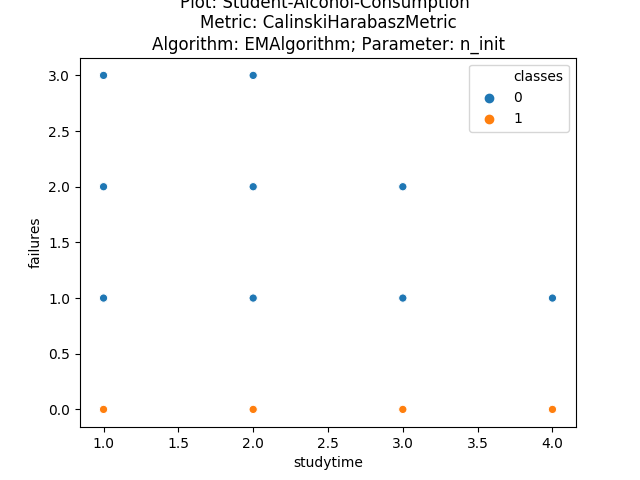 Plot: Student-Alcohol-Consumption
Metric: CalinskiHarabaszMetric
Algorithm: EMAlgorithm; Parameter: n_init
classes
0
1
failures
3.0
2.5
2.0
1.5
1.0
0.5
0.0
1.0 1.5 2.0 2.5 3.0 3.5 4.0
studytime